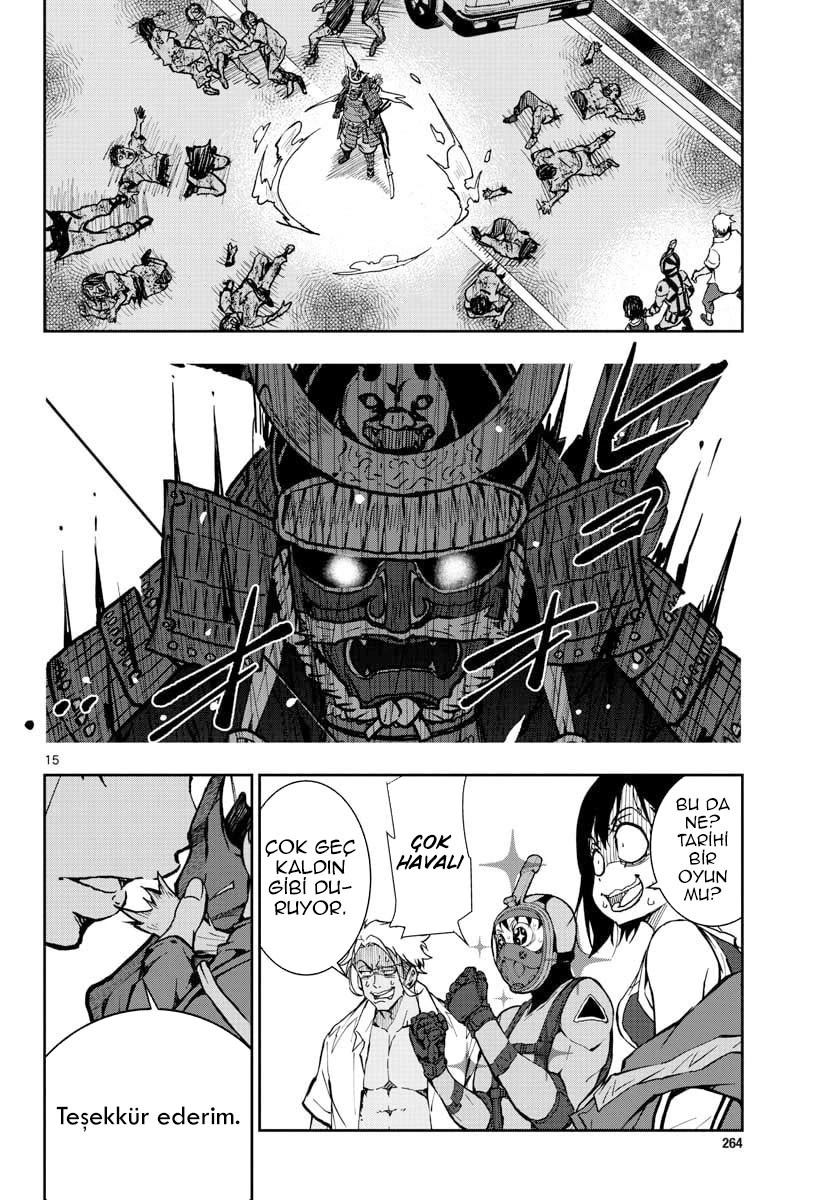 ヒョ
オオ
15
BU DA
NE?
TARİHİ
BİR
OYUN
MU?
ÇOK
HAVALI
ÇOK GEÇ
KALDIN
GİBİ DU-
RUYOR.
Teşekkür ederim.
264